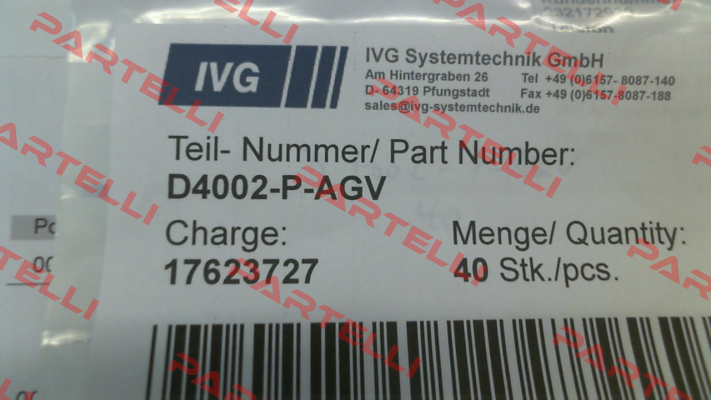 IVG
IVG Systemtechnik GmbH
Am Hintergraben 26 Tel +49 (0)6157- 8087-140
D- 64319 Pfungstadt Fax +49 (0)6157-8087-188
sales@ivg-systemtechnik.de
Teil- Nummer/ Part Number:
D4002-P-AGV
Charge: Menge/ Quantity:
17623727 40 Stk./pcs.
PARTELLI
PARTELLI
PARTELLI
PARTELLI
PARTELLI
PARTELLI